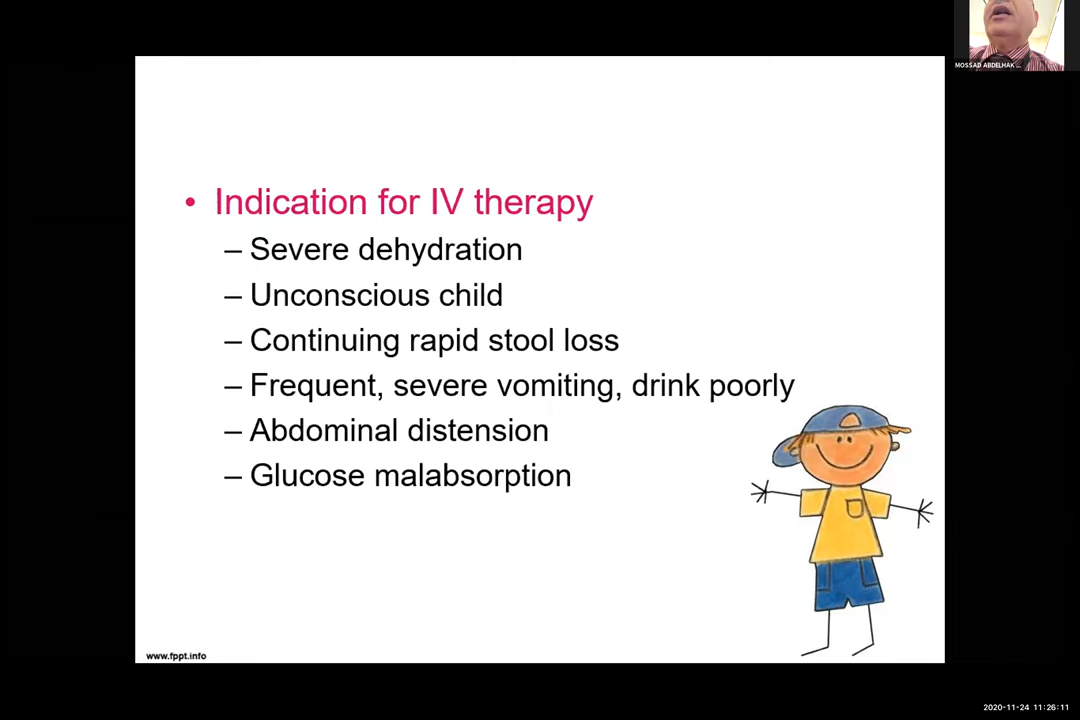 MOSSAD ABDELHAK ...
• Indication for IV therapy
– Severe dehydration
– Unconscious child
– Continuing rapid stool loss
– Frequent, severe vomiting, drink poorly
– Abdominal distension
– Glucose malabsorption
www.fppt.info
2020-11-24 11:26:11